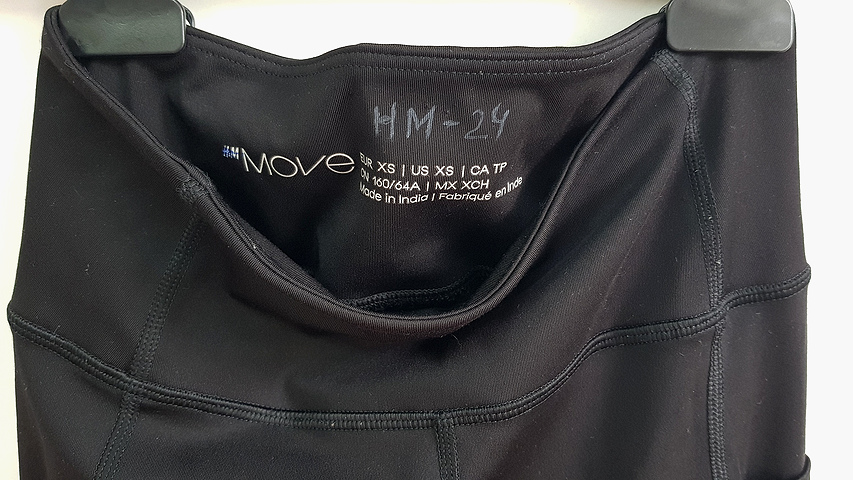 HM-24
H&M MOVE
EUR XS | US XS | CA TP
CN 160/64A | MX XCH
Made in India | Fabriqué en Inde